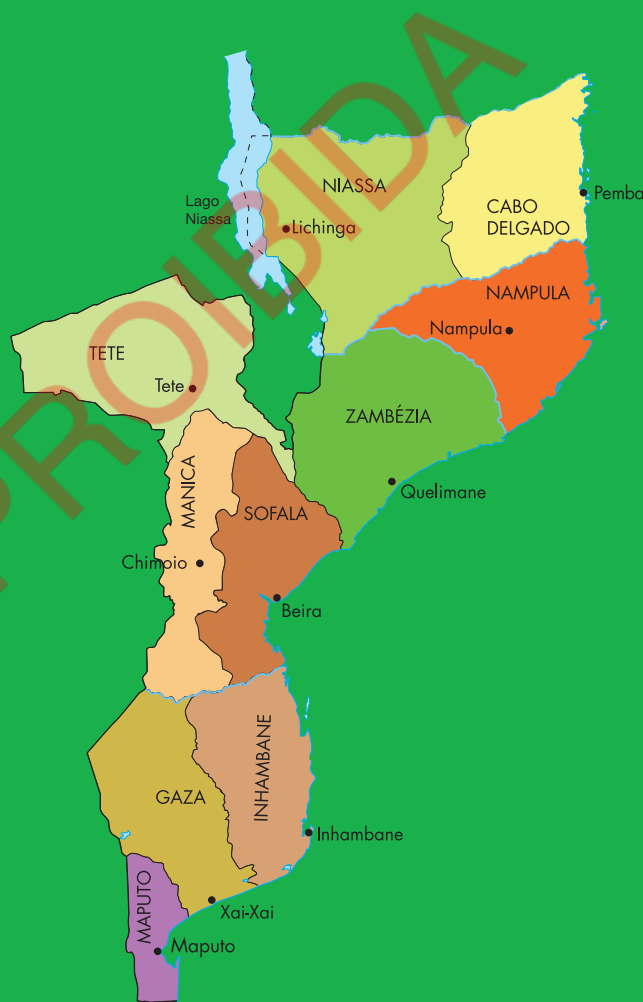 PROIBIDA
NIASSA
Lago
Niassa
Lichinga
Pemba
CABO
DELGADO
NAMPULA
Nampula
TETE
Tete
ZAMBÉZIA
MANICA
Quelimane
SOFALA
Chimoio
Beira
INHAMBANE
GAZA
Inhambane
MAPUTO
Xai-Xai
Maputo